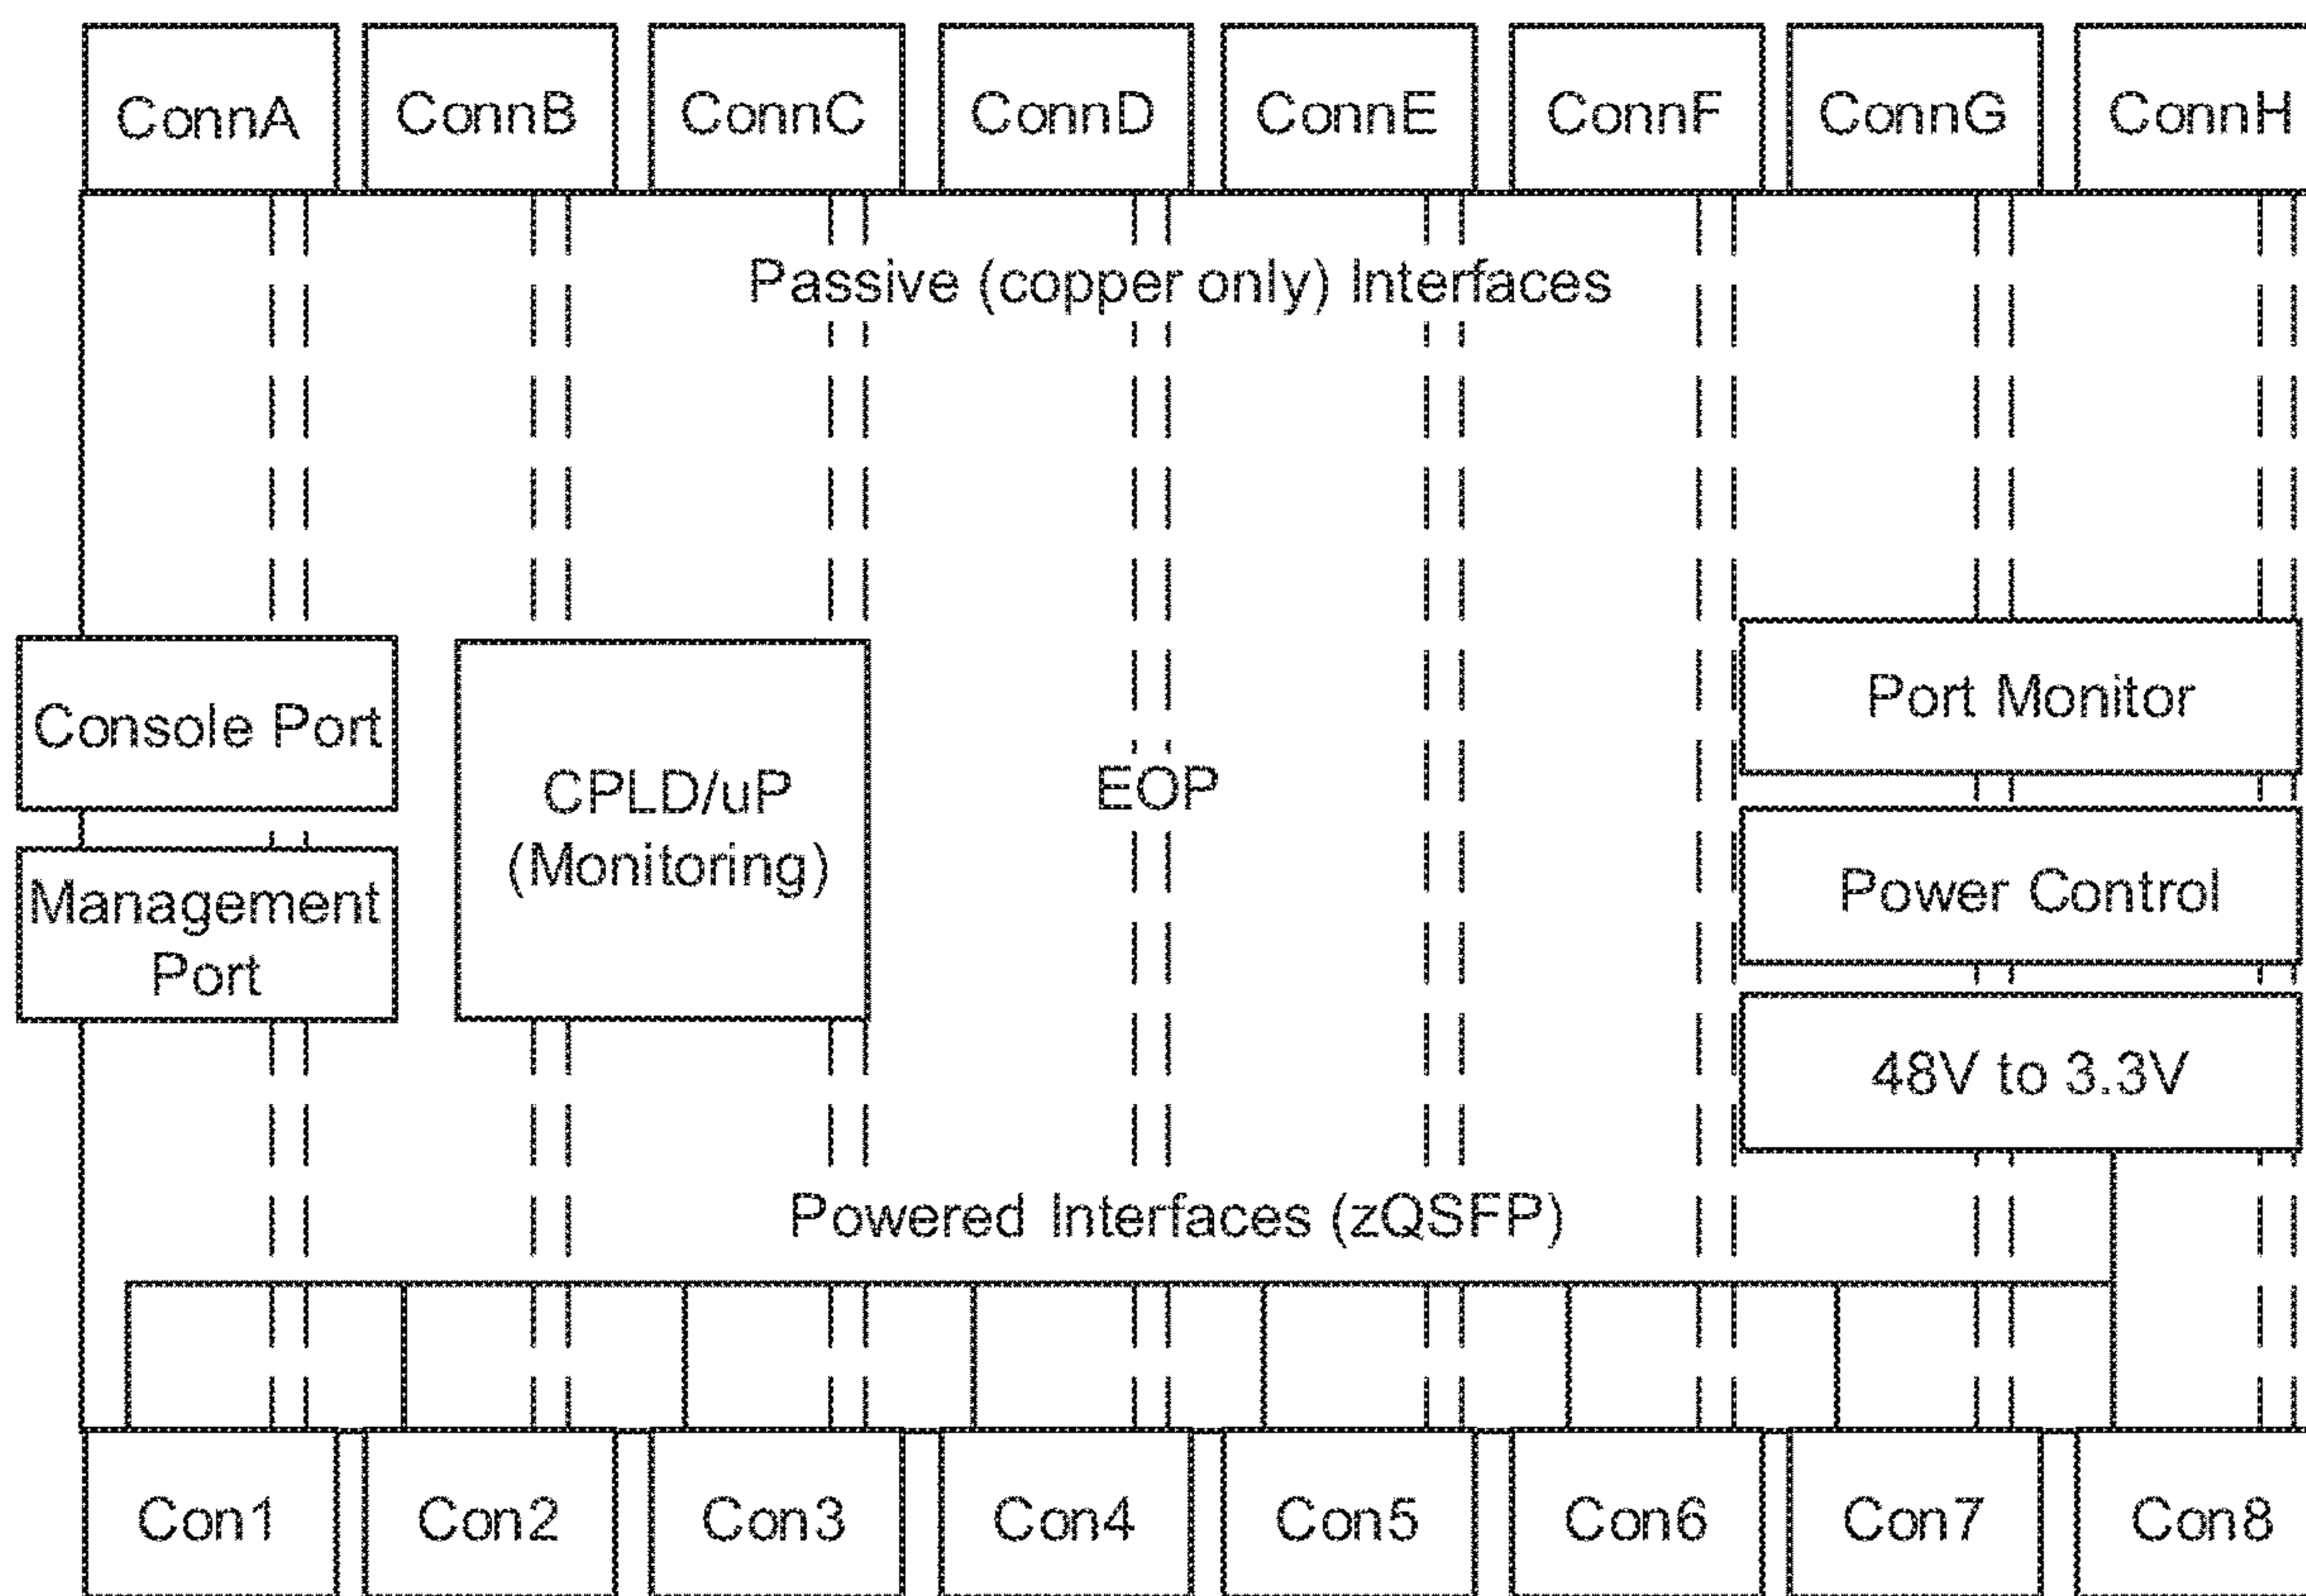 ConnA ConnB ConnC ConnD ConnE ConnF ConnG ConnH
Passive (copper only) Interfaces
Console Port
Management
Port
CPLD/uP
(Monitoring)
EOP
Port Monitor
Power Control
48V to 3.3V
Powered Interfaces (zQSFP)
Con1 Con2 Con3 Con4 Con5 Con6 Con7 Con8